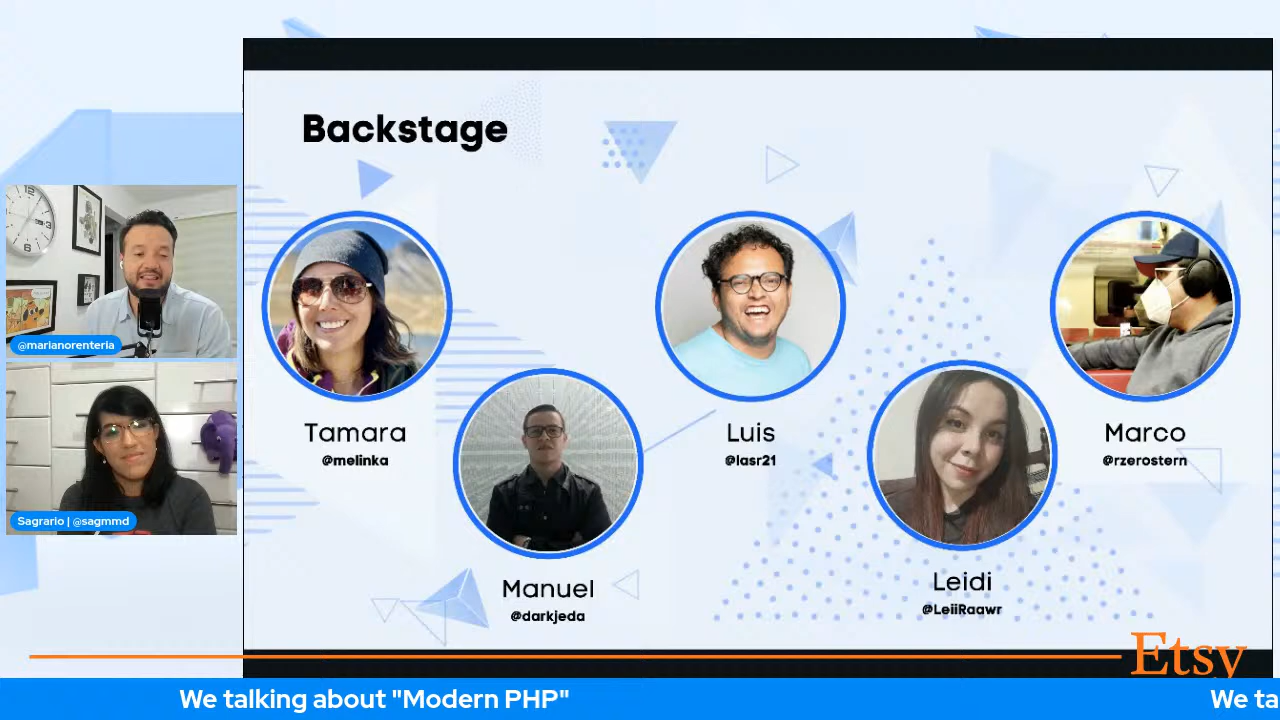 Backstage
@marianorenteria
Sagrario | @sagmmd
Tamara
@melinka
Manuel
@darkjeda
Luis
@lasr21
Leidi
@LeiiRaawr
Marco
@rzerostern
Etsy
We talking about "Modern PHP"
We ta